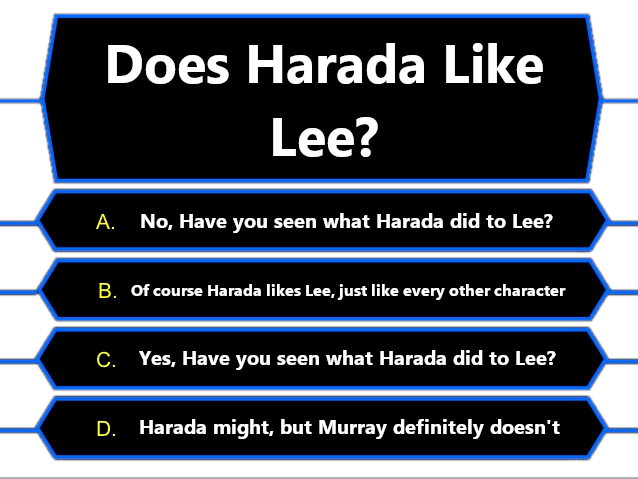 Does Harada Like
Lee?
A. No, Have you seen what Harada did to Lee?
B. Of course Harada likes Lee, just like every other character
C. Yes, Have you seen what Harada did to Lee?
D. Harada might, but Murray definitely doesn't